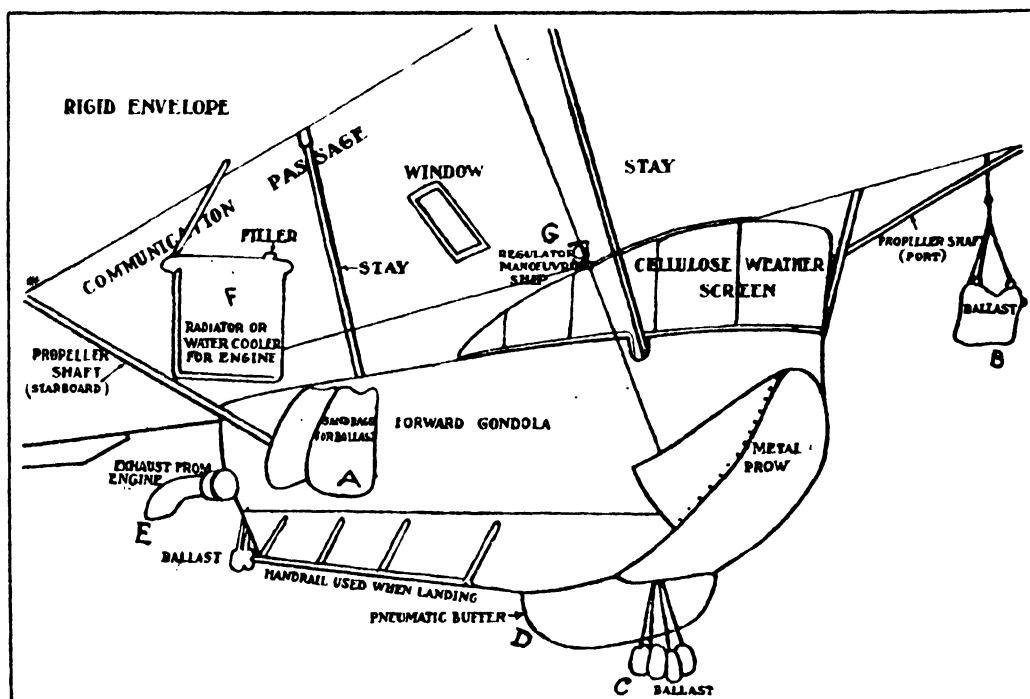 RIGID ENVELOPE
COMMUNICATION PASSAGE
WINDOW
STAY
FILLER
STAY
G
REGULATOR
MANOEUVRING
SHIP
CELLULOSE WEATHER
SCREEN
PROPELLER SHAFT
(PORT)
BALLAST
B
F
RADIATOR OR
WATER COOLER
FOR ENGINE
PROPELLER
SHAFT
(STARBOARD)
SANDBAGS
FOR BALLAST
A
FORWARD GONDOLA
METAL
PROW
EXHAUST FROM
ENGINE
E
BALLAST
HANDRAIL USED WHEN LANDING
PNEUMATIC BUFFER
D
C
BALLAST